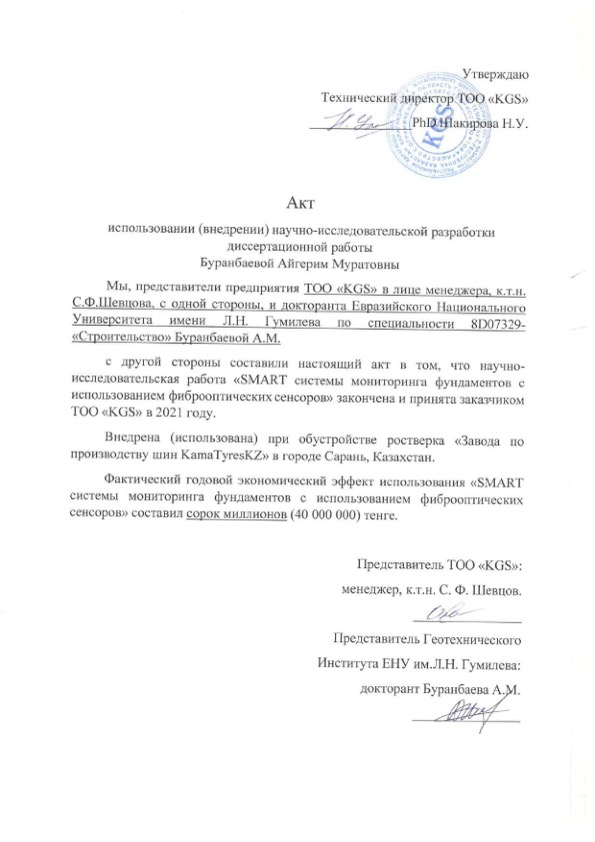 Утверждаю
Технический директор ТОО «KGS»
PhD Шакирова Н.У.
KGS
Акт
использовании (внедрении) научно-исследовательской разработки
диссертационной работы
Буранбаевой Айгерим Муратовны
Мы, представители предприятия ТОО «KGS» в лице менеджера, к.т.н.
С.Ф.Шевцова, с одной стороны, и докторанта Евразийского Национального
Университета имени Л.Н. Гумилева по специальности 8D07329-
«Строительство» Буранбаевой А.М.
с другой стороны составили настоящий акт в том, что научно-
исследовательская работа «SMART системы мониторинга фундаментов с
использованием фиброоптических сенсоров» закончена и принята заказчиком
ТОО «KGS» в 2021 году.
Внедрена (использована) при обустройстве ростверка «Завода по
производству шин KamaTyresKZ» в городе Сарань, Казахстан.
Фактический годовой экономический эффект использования «SMART
системы мониторинга фундаментов с использованием фиброоптических
сенсоров» составил сорок миллионов (40 000 000) тенге.
Представитель ТОО «KGS»:
менеджер, к.т.н. С. Ф. Шевцов.
Представитель Геотехнического
Института ЕНУ им.Л.Н. Гумилева:
докторант Буранбаева А.М.